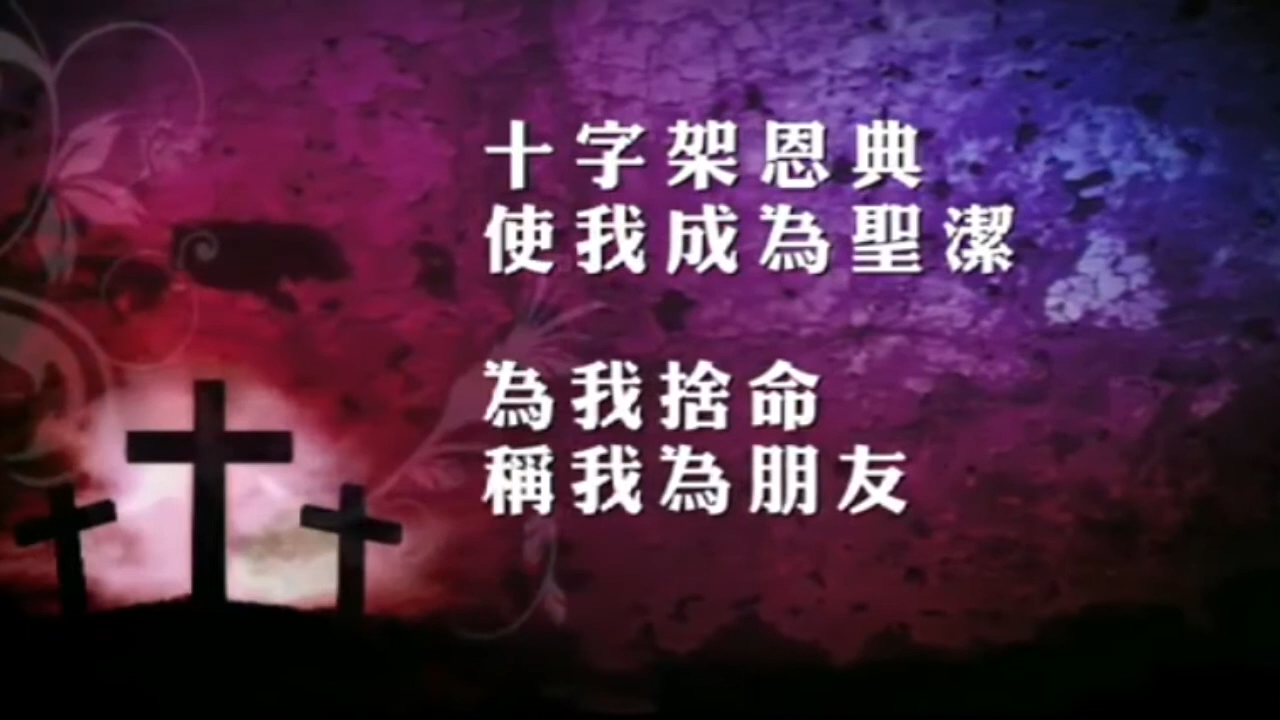 十字架恩典
使我成為聖潔
為我捨命
稱我為朋友